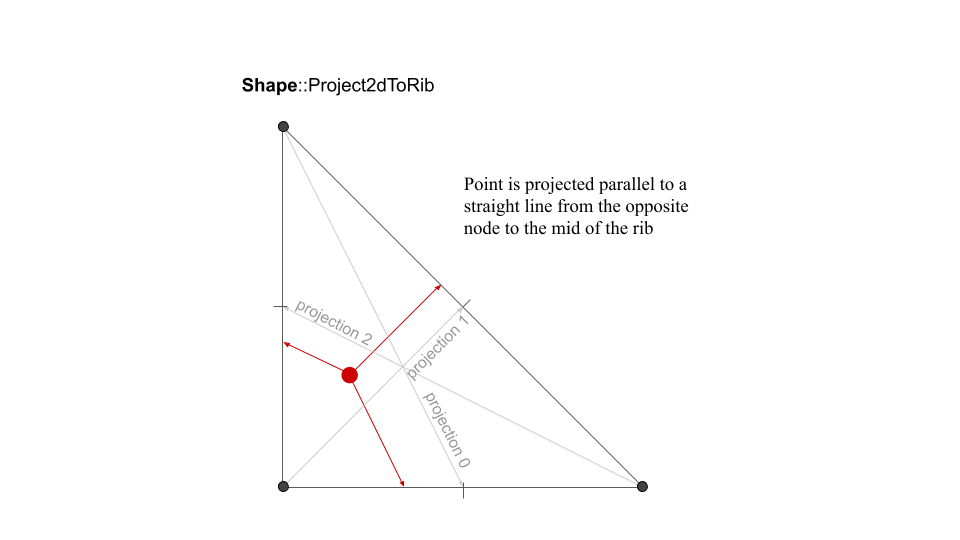 Shape::Project2dToRib
Point is projected parallel to a
straight line from the opposite
node to the mid of the rib
projection 2
projection 1
projection 0